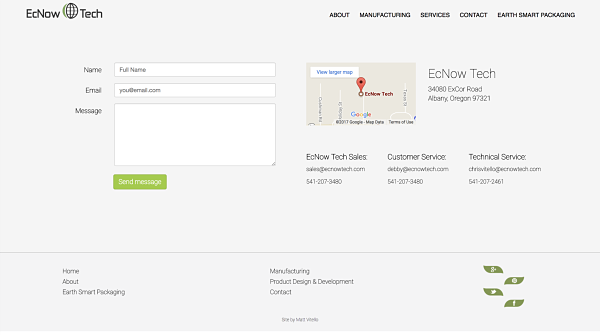 EcNow Tech
ABOUT MANUFACTURING SERVICES CONTACT EARTH SMART PACKAGING
Name
Full Name
Email
you@email.com
Message
Send message
View larger map
EcNow Tech
Google
©2017 Google - Map Data Terms of Use
EcNow Tech
34080 ExCor Road
Albany, Oregon 97321
EcNow Tech Sales:
sales@ecnowtech.com
541-207-3480
Customer Service:
debby@ecnowtech.com
541-207-3480
Technical Service:
chrisvitello@ecnowtech.com
541-207-2461
Home
About
Earth Smart Packaging
Manufacturing
Product Design & Development
Contact
Site by Matt Vitello